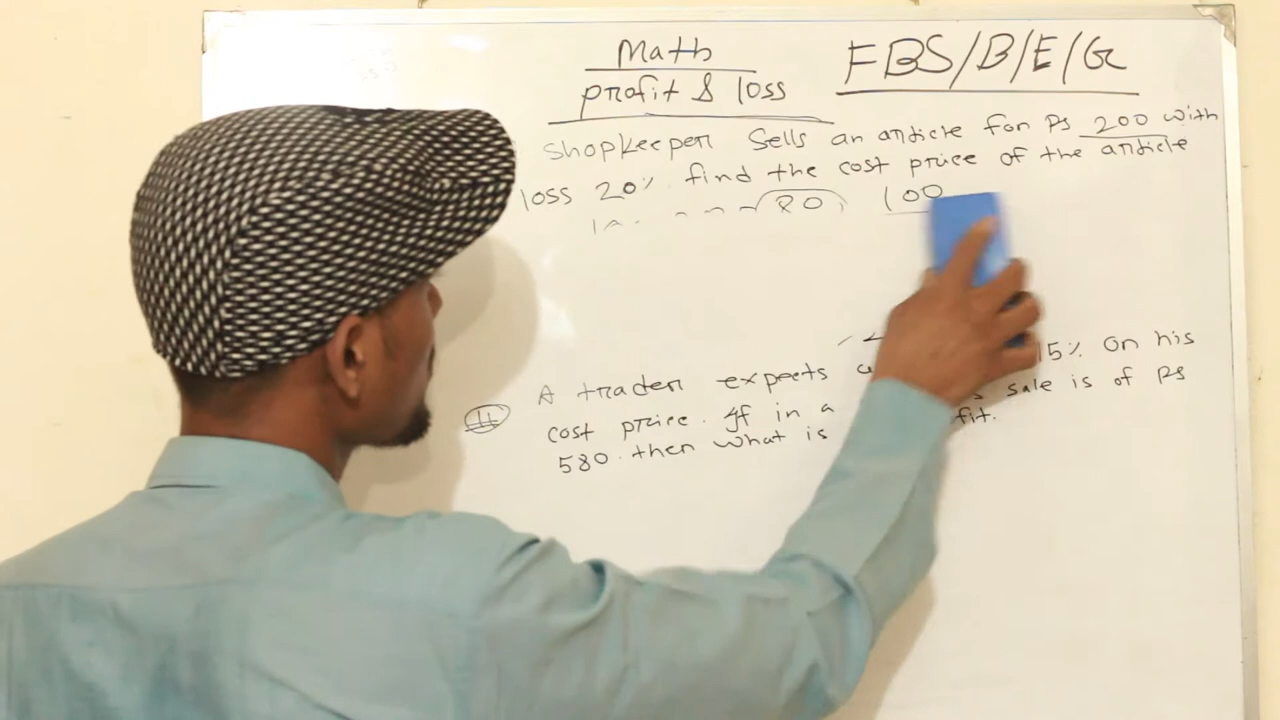 Math
profit & loss
FBS/B/E/G
Shopkeeper Sells an article for Ps 200 with
loss 20% find the cost price of the article
80 100
A trader expects 15% On his
cost price. If in a sale is of Ps
580. then what is fit.